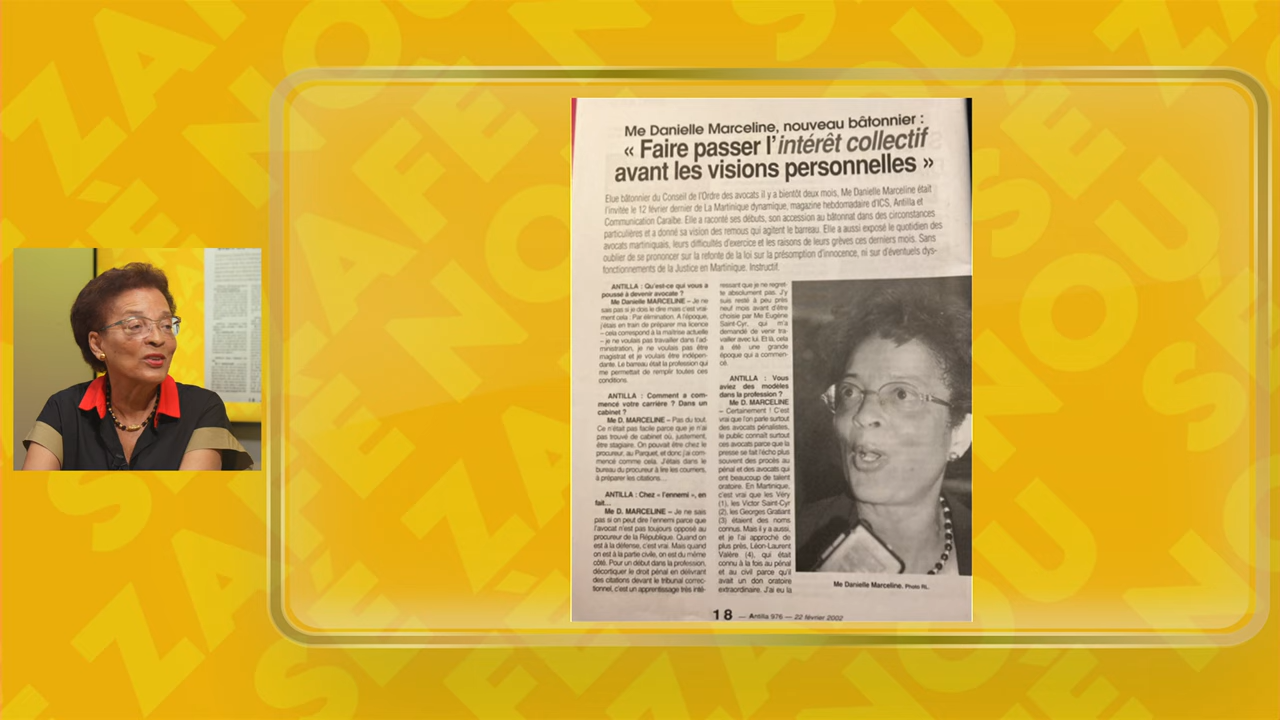 Me Danielle Marceline, nouveau bâtonnier :
« Faire passer l'intérêt collectif
avant les visions personnelles »
Elue bâtonnier du Conseil de l'Ordre des avocats il y a bientôt deux mois, Me Danielle Marceline était
l'invitée le 12 février dernier de La Martinique dynamique, magazine hebdomadaire d'ICS, Antilla et
Communication Caraïbe. Elle a raconté ses débuts, son accession au bâtonnat dans des circonstances
particulières et a donné sa vision des remous qui agitent le barreau. Elle a aussi exposé le quotidien des
avocats martiniquais, leurs difficultés d'exercice et les raisons de leurs grèves ces derniers mois. Sans
oublier de se prononcer sur la refonte de la loi sur la présomption d'innocence, ni sur d'éventuels dys-
fonctionnements de la Justice en Martinique. Instructif.
ANTILLA : Qu'est-ce qui vous a
poussé à devenir avocate ?
Me Danielle MARCELINE – Je ne
sais pas si je dois le dire mais c'est vrai-
ment cela : Par élimination. A l'époque,
j'étais en train de préparer ma licence
– cela correspond à la maîtrise actuelle
– je ne voulais pas travailler dans l'ad-
ministration, je ne voulais pas être
magistrat et je voulais être indépen-
dante. Le barreau était la profession qui
me permettait de remplir toutes ces
conditions.
ANTILLA : Comment a com-
mencé votre carrière ? Dans un
cabinet ?
Me D. MARCELINE – Pas du tout.
Ce n'était pas facile parce que je n'ai
pas trouvé de cabinet où, justement,
être stagiaire. On pouvait être chez le
procureur, au Parquet, et donc j'ai com-
mencé comme cela. J'étais dans le
bureau du procureur à lire les courriers,
à préparer les citations…
ANTILLA : Chez « l'ennemi », en
fait…
Me D. MARCELINE – Je ne sais
pas si on peut dire l'ennemi parce que
l'avocat n'est pas toujours opposé au
procureur de la République. Quand on
est à la défense, c'est vrai. Mais quand
on est à la partie civile, on est du même
côté. Pour un début dans la profession,
décortiquer le droit pénal en délivrant
des citations devant le tribunal correc-
tionnel, c'est un apprentissage très inté-
ressant que je ne regret-
te absolument pas. J'y
suis resté à peu près
neuf mois avant d'être
choisie par Me Eugène
Saint-Cyr, qui m'a
demandé de venir tra-
vailler avec lui. Et là, cela
a été une grande
époque qui a commen-
cé.
ANTILLA : Vous
aviez des modèles
dans la profession ?
Me D. MARCELINE
– Certainement ! C'est
vrai que l'on parle surtout
des avocats pénalistes,
le public connaît surtout
ces avocats parce que la
presse se fait l'écho plus
souvent des procès au
pénal et des avocats qui
ont beaucoup de talent
oratoire. En Martinique,
c'est vrai que les Véry
(1), les Victor Saint-Cyr
(2), les Georges Gratiant
(3) étaient des noms
connus. Mais il y a aussi,
et je l'ai approché de
plus près, Léon-Laurent
Valère (4), qui était
connu à la fois au pénal
et au civil parce qu'il
avait un don oratoire
extraordinaire. J'ai eu la
Me Danielle Marceline. Photo RL.
18 — Antilla 976 — 22 février 2002